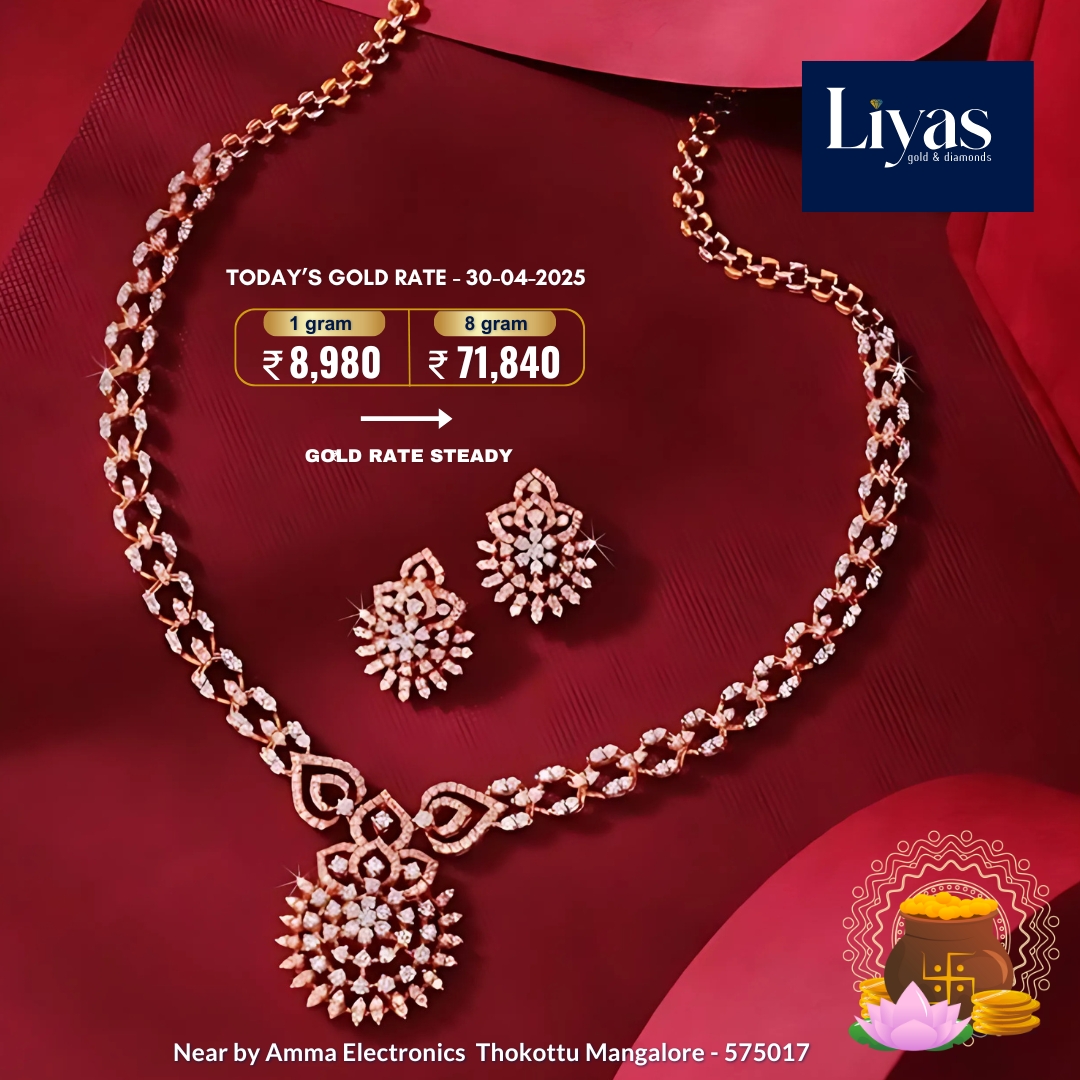 Liyas
gold & diamonds
TODAY'S GOLD RATE - 30-04-2025
1 gram 8 gram
₹ 8,980 ₹ 71,840
GOLD RATE STEADY
Near by Amma Electronics Thokottu Mangalore - 575017